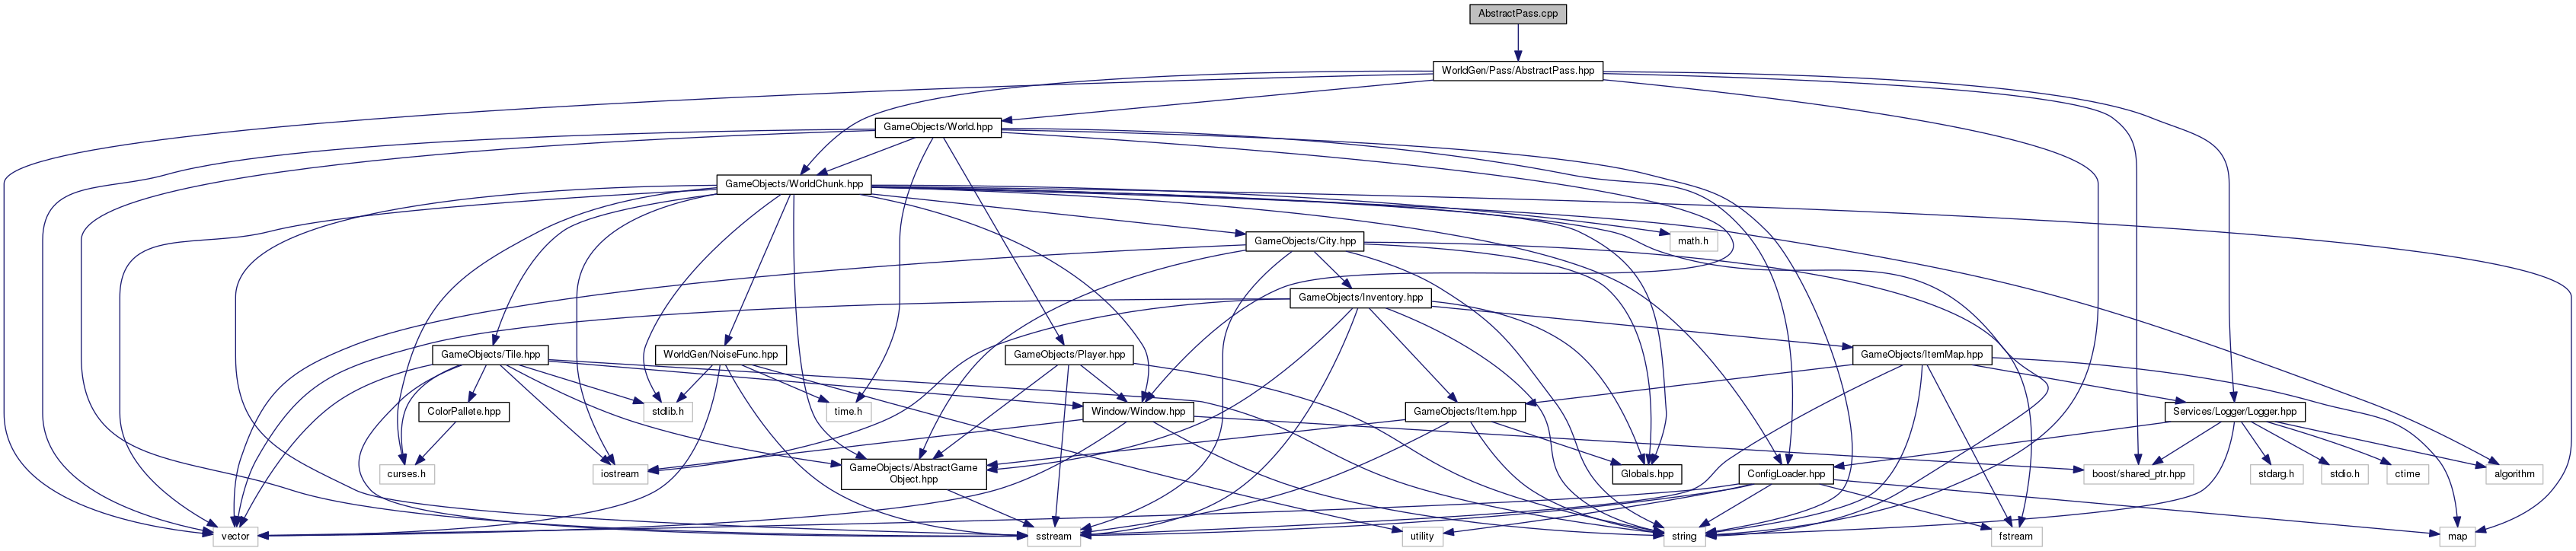 AbstractPass.cpp
WorldGen/Pass/AbstractPass.hpp
GameObjects/World.hpp
GameObjects/WorldChunk.hpp
GameObjects/City.hpp
math.h
GameObjects/Inventory.hpp
GameObjects/Tile.hpp
WorldGen/NoiseFunc.hpp
GameObjects/Player.hpp
GameObjects/ItemMap.hpp
ColorPallete.hpp
stdlib.h
time.h
Window/Window.hpp
GameObjects/Item.hpp
Services/Logger/Logger.hpp
curses.h
iostream
GameObjects/AbstractGame
Object.hpp
Globals.hpp
ConfigLoader.hpp
boost/shared_ptr.hpp
stdarg.h
stdio.h
ctime
algorithm
vector
sstream
utility
string
fstream
map